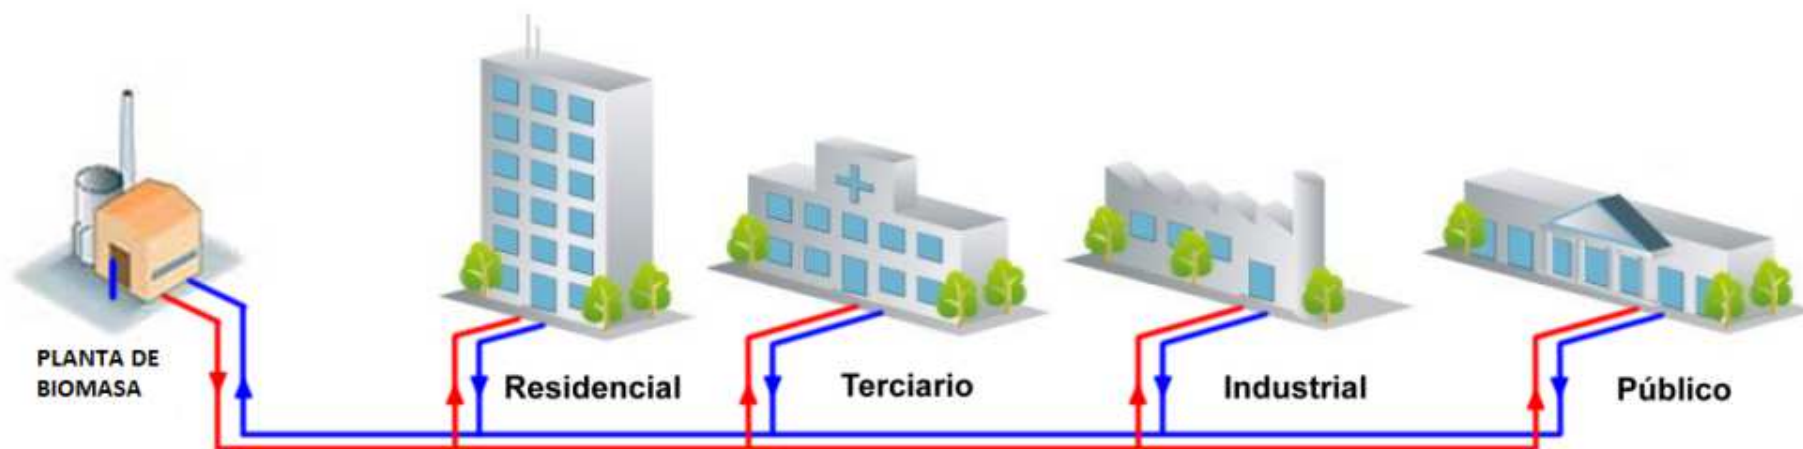 PLANTA DE
BIOMASA
Residencial
Terciario
Industrial
Público